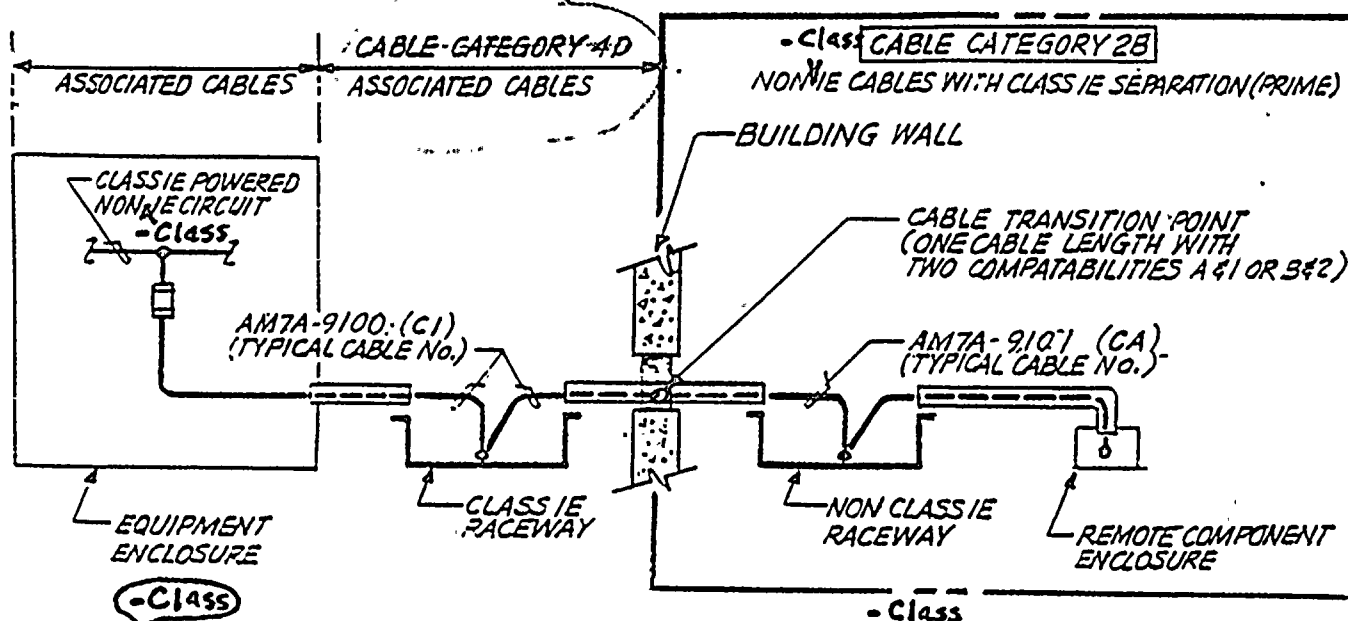 CABLE-CATEGORY-4D
ASSOCIATED CABLES
ASSOCIATED CABLES
-Class CABLE CATEGORY 2B
NON IE CABLES WITH CLASS IE SEPARATION (PRIME)
BUILDING WALL
CLASS IE POWERED
NON IE CIRCUIT
-Class
CABLE TRANSITION POINT
(ONE CABLE LENGTH WITH
TWO COMPATABILITIES A & 1 OR B & 2)
AM7A-9100 (C1)
(TYPICAL CABLE No.)
AM7A-9107 (CA)
(TYPICAL CABLE No.)
EQUIPMENT
ENCLOSURE
-Class
CLASS IE
RACEWAY
NON CLASS IE
RACEWAY
REMOTE COMPONENT
ENCLOSURE
-Class